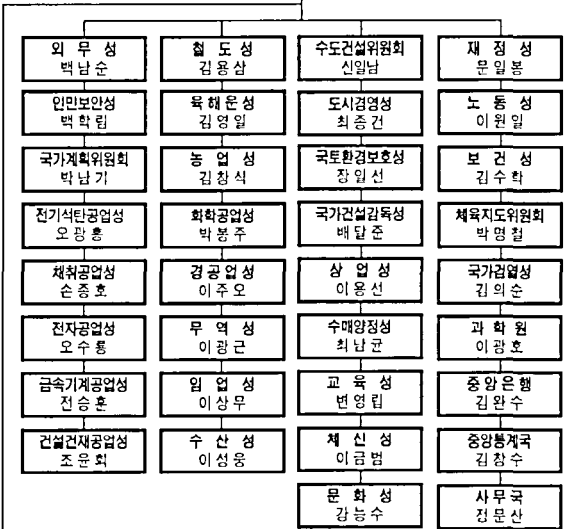 외무성
백남순
인민보안성
백학림
국가계획위원회
박남기
전기석탄공업성
오광홍
채취공업성
손종호
전자공업성
오수룡
금속기계공업성
전승훈
건설건재공업성
조윤희
철도성
김용삼
육해운성
김영일
농업성
김창식
화학공업성
박봉주
경공업성
이주오
무역성
이광근
임업성
이상무
수산성
이성웅
수도건설위원회
신일남
도시경영성
최종건
국토환경보호성
장일선
국가건설감독성
배달준
상업성
이용선
수매양정성
최남균
교육성
변영립
체신성
이금범
문화성
강능수
재정성
문일봉
노동성
이원일
보건성
김수학
체육지도위원회
박명철
국가검열성
김의순
과학원
이광호
중앙은행
김완수
중앙통계국
김창수
사무국
정문산